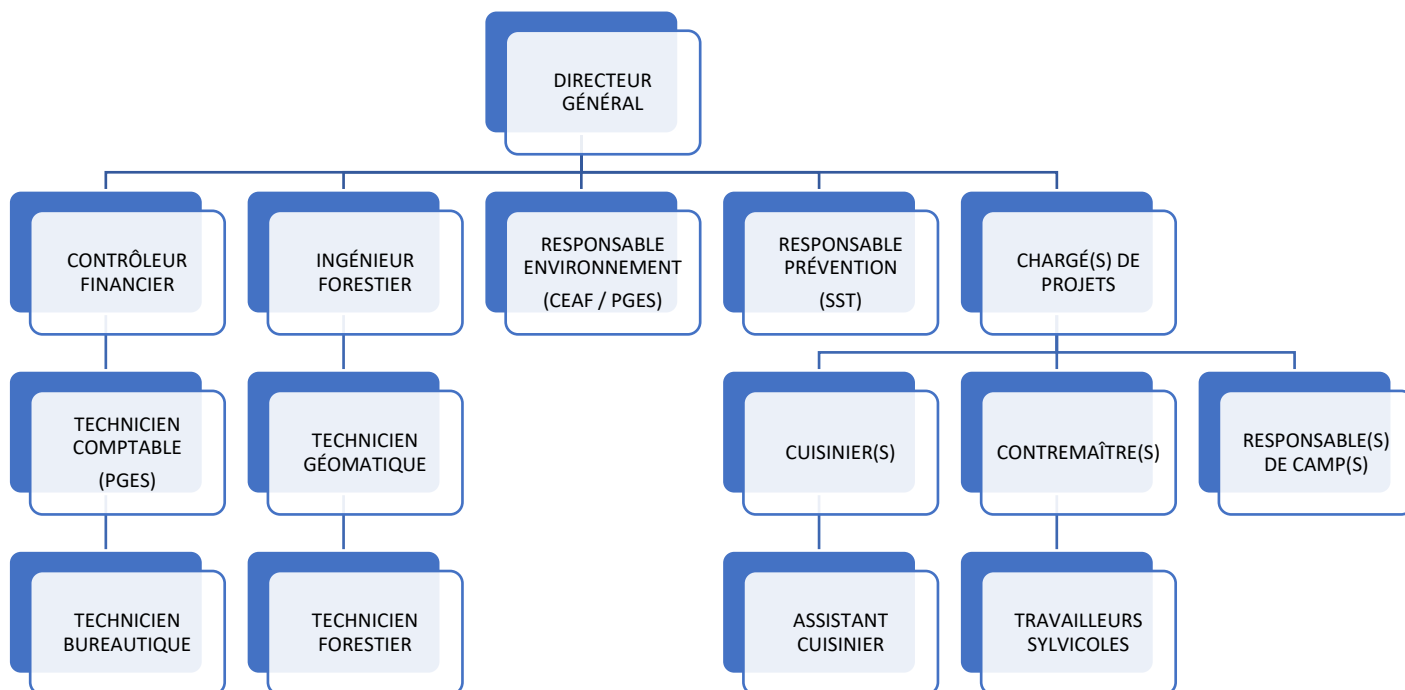 DIRECTEUR
GÉNÉRAL
CONTRÔLEUR
FINANCIER
INGÉNIEUR
FORESTIER
RESPONSABLE
ENVIRONNEMENT
(CEAF / PGES)
RESPONSABLE
PRÉVENTION
(SST)
CHARGÉ(S) DE
PROJETS
TECHNICIEN
COMPTABLE
(PGES)
TECHNICIEN
GÉOMATIQUE
CUISINIER(S)
CONTREMAÎTRE(S)
RESPONSABLE(S)
DE CAMP(S)
TECHNICIEN
BUREAUTIQUE
TECHNICIEN
FORESTIER
ASSISTANT
CUISINIER
TRAVAILLEURS
SYLVICOLES